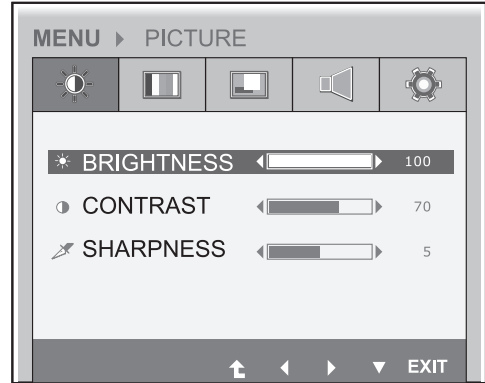 MENU PICTURE
BRIGHTNESS 100
CONTRAST 70
SHARPNESS 5
EXIT